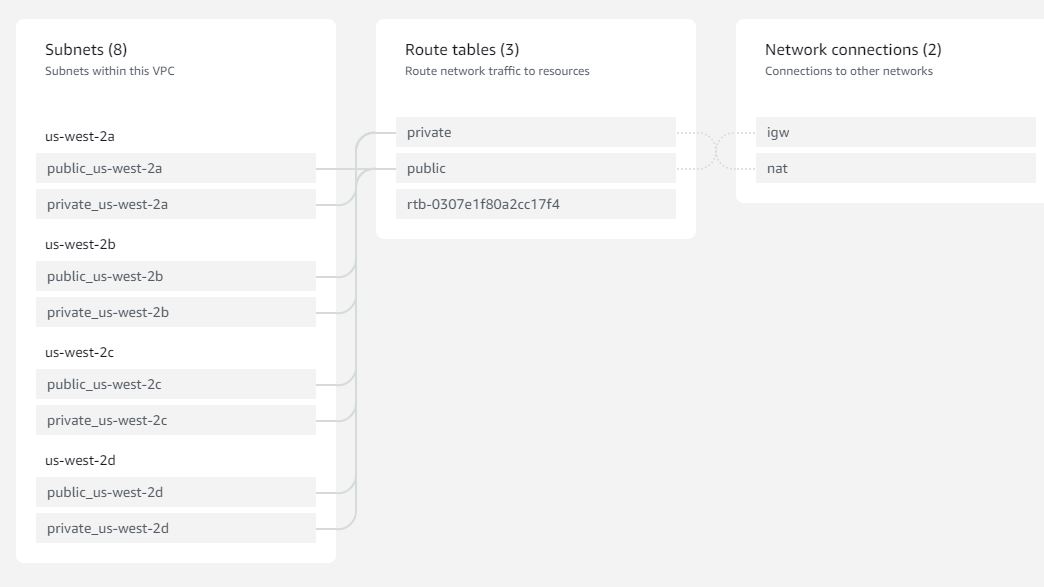 Subnets (8)
Subnets within this VPC
us-west-2a
public_us-west-2a
private_us-west-2a
us-west-2b
public_us-west-2b
private_us-west-2b
us-west-2c
public_us-west-2c
private_us-west-2c
us-west-2d
public_us-west-2d
private_us-west-2d
Route tables (3)
Route network traffic to resources
private
public
rtb-0307e1f80a2cc17f4
Network connections (2)
Connections to other networks
igw
nat